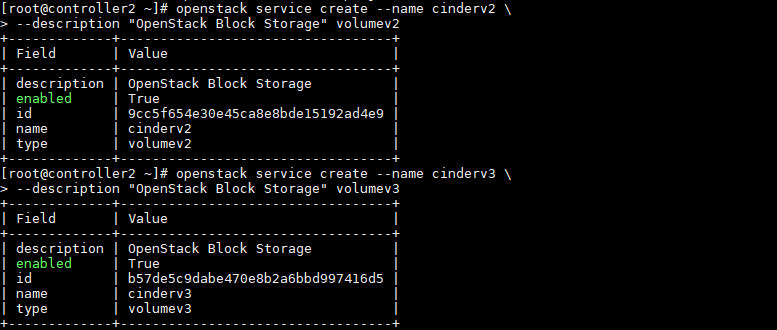 [root@controller2 ~]# openstack service create --name cinderv2 \
> --description "OpenStack Block Storage" volumev2
+-------------+----------------------------------+
| Field       | Value                            |
+-------------+----------------------------------+
| description | OpenStack Block Storage          |
| enabled     | True                             |
| id          | 9cc5f654e30e45ca8e8bde15192ad4e9 |
| name        | cinderv2                         |
| type        | volumev2                         |
+-------------+----------------------------------+
[root@controller2 ~]# openstack service create --name cinderv3 \
> --description "OpenStack Block Storage" volumev3
+-------------+----------------------------------+
| Field       | Value                            |
+-------------+----------------------------------+
| description | OpenStack Block Storage          |
| enabled     | True                             |
| id          | b57de5c9dabe470e8b2a6bbd997416d5 |
| name        | cinderv3                         |
| type        | volumev3                         |
+-------------+----------------------------------+